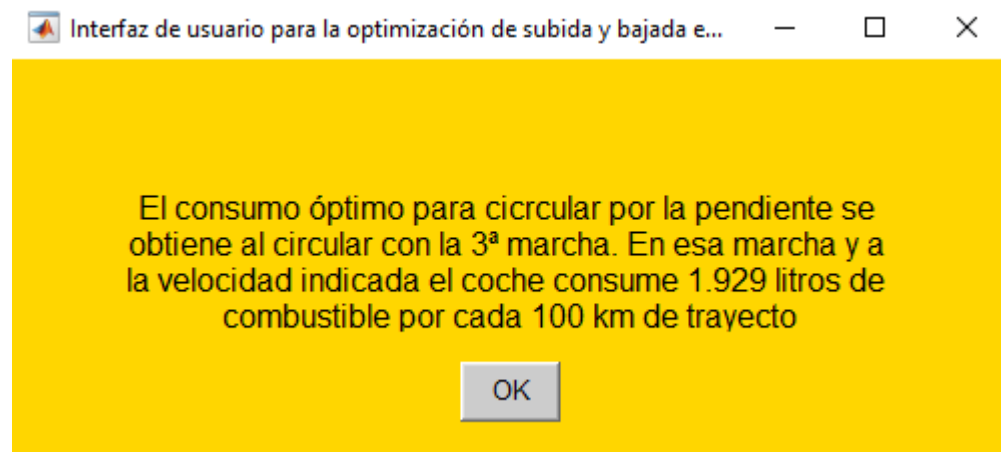 Interfaz de usuario para la optimización de subida y bajada e...
El consumo óptimo para cicrcular por la pendiente se
obtiene al circular con la 3ª marcha. En esa marcha y a
la velocidad indicada el coche consume 1.929 litros de
combustible por cada 100 km de trayecto
OK